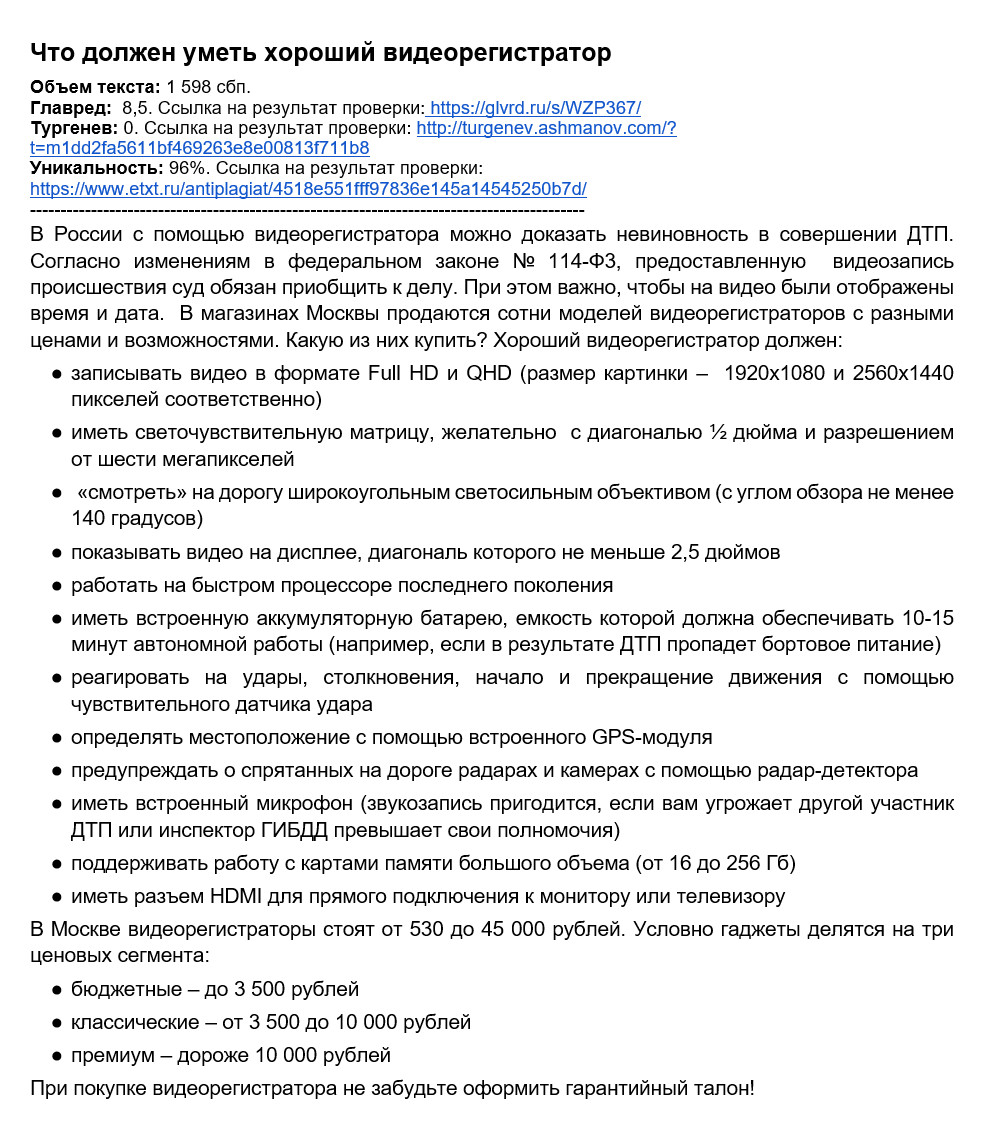 Что должен уметь хороший видеорегистратор
Объем текста: 1 598 сбп.
Главред:  8,5. Ссылка на результат проверки: https://glvrd.ru/s/WZP367/
Тургенев: 0. Ссылка на результат проверки: http://turgenev.ashmanov.com/?
t=m1dd2fa5611bf469263e8e00813f711b8
Уникальность: 96%. Ссылка на результат проверки:
https://www.etxt.ru/antiplagiat/4518e551fff97836e145a14545250b7d/
--------------------------------------------------------------------------------------------
В России с помощью видеорегистратора можно доказать невиновность в совершении ДТП.
Согласно изменениям в федеральном законе № 114-ФЗ, предоставленную  видеозапись
происшествия суд обязан приобщить к делу. При этом важно, чтобы на видео были отображены
время и дата.  В магазинах Москвы продаются сотни моделей видеорегистраторов с разными
ценами и возможностями. Какую из них купить? Хороший видеорегистратор должен:
● записывать видео в формате Full HD и QHD (размер картинки –  1920х1080 и 2560х1440
пикселей соответственно)
● иметь светочувствительную матрицу, желательно  с диагональю ½ дюйма и разрешением
от шести мегапикселей
●  «смотреть» на дорогу широкоугольным светосильным объективом (с углом обзора не менее
140 градусов)
● показывать видео на дисплее, диагональ которого не меньше 2,5 дюймов
● работать на быстром процессоре последнего поколения
● иметь встроенную аккумуляторную батарею, емкость которой должна обеспечивать 10-15
минут автономной работы (например, если в результате ДТП пропадет бортовое питание)
● реагировать на удары, столкновения, начало и прекращение движения с помощью
чувствительного датчика удара
● определять местоположение с помощью встроенного GPS-модуля
● предупреждать о спрятанных на дороге радарах и камерах с помощью радар-детектора
● иметь встроенный микрофон (звукозапись пригодится, если вам угрожает другой участник
ДТП или инспектор ГИБДД превышает свои полномочия)
● поддерживать работу с картами памяти большого объема (от 16 до 256 Гб)
● иметь разъем HDMI для прямого подключения к монитору или телевизору
В Москве видеорегистраторы стоят от 530 до 45 000 рублей. Условно гаджеты делятся на три
ценовых сегмента:
● бюджетные – до 3 500 рублей
● классические – от 3 500 до 10 000 рублей
● премиум – дороже 10 000 рублей
При покупке видеорегистратора не забудьте оформить гарантийный талон!